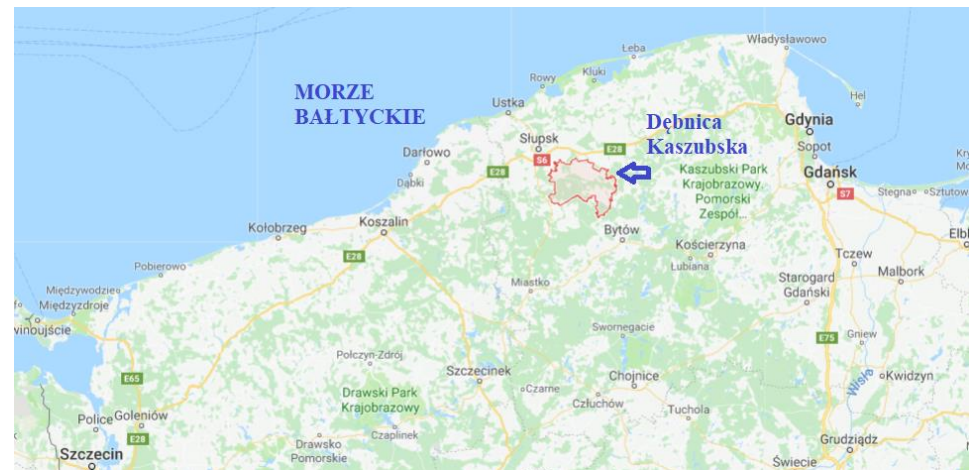 Władysławowo
Łeba
Kluki
Rowy
MORZE
BAŁTYCKIE
Hel
Ustka
Gdynia
Dębnica
Kaszubska
Słupsk
E28
Sopot
S6
Darłowo
E28
Kaszubski Park
Krajobrazowy.
Pomorski
Zespół...
Gdańsk
S7
Stegna
Sztutow
Dąbki
Kołobrzeg
Koszalin
Bytów
Elbl
Kościerzyna
E28
Łubiana
Tczew
Pobierowo
Malbork
Miastko
Starogard
Gdański
Międzywodzie
Międzyzdroje
winoujście
Swornegacie
E75
Gniew
Połczyn-Zdrój
Szczecinek
Chojnice
Wisła
Kwidzyn
E65
Drawski Park
Krajobrazowy
Czarne
Człuchów
Tuchola
Police
Goleniów
Czaplinek
E28
Drawsko
Pomorskie
Grudziądz
Szczecin
Świecie